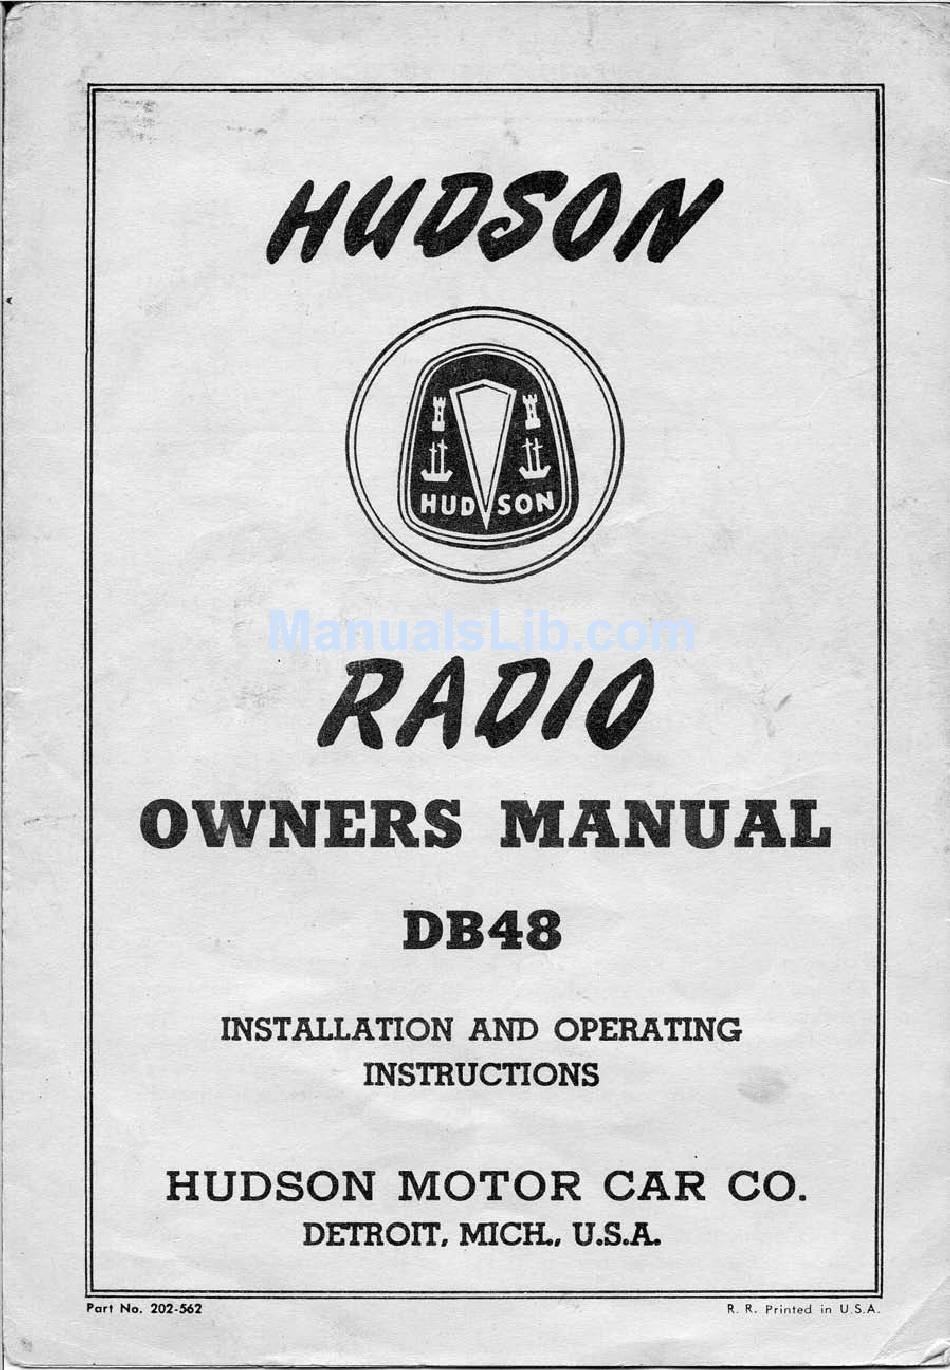 HUDSON
HUDSON
ManualsLib.com
RADIO
OWNERS MANUAL
DB48
INSTALLATION AND OPERATING
INSTRUCTIONS
HUDSON MOTOR CAR CO.
DETROIT, MICH., U.S.A.
Part No. 202-562
R. R. Printed in U.S.A.